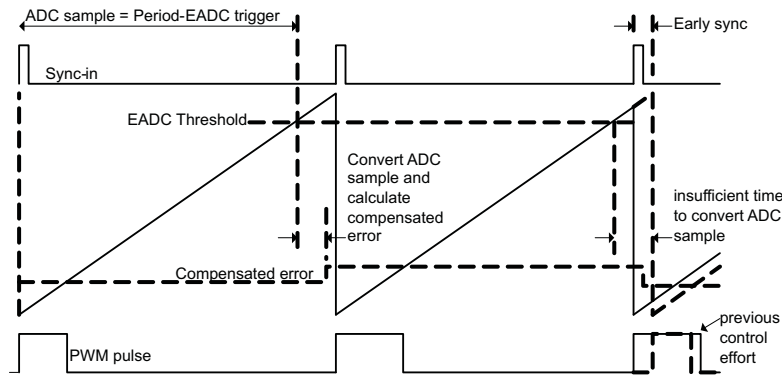 ADC sample = Period-EADC trigger
Early sync
Sync-in
EADC Threshold
Convert ADC
sample and
calculate
compensated
error
insufficient time
to convert ADC
sample
Compensated error
previous
control
effort
PWM pulse